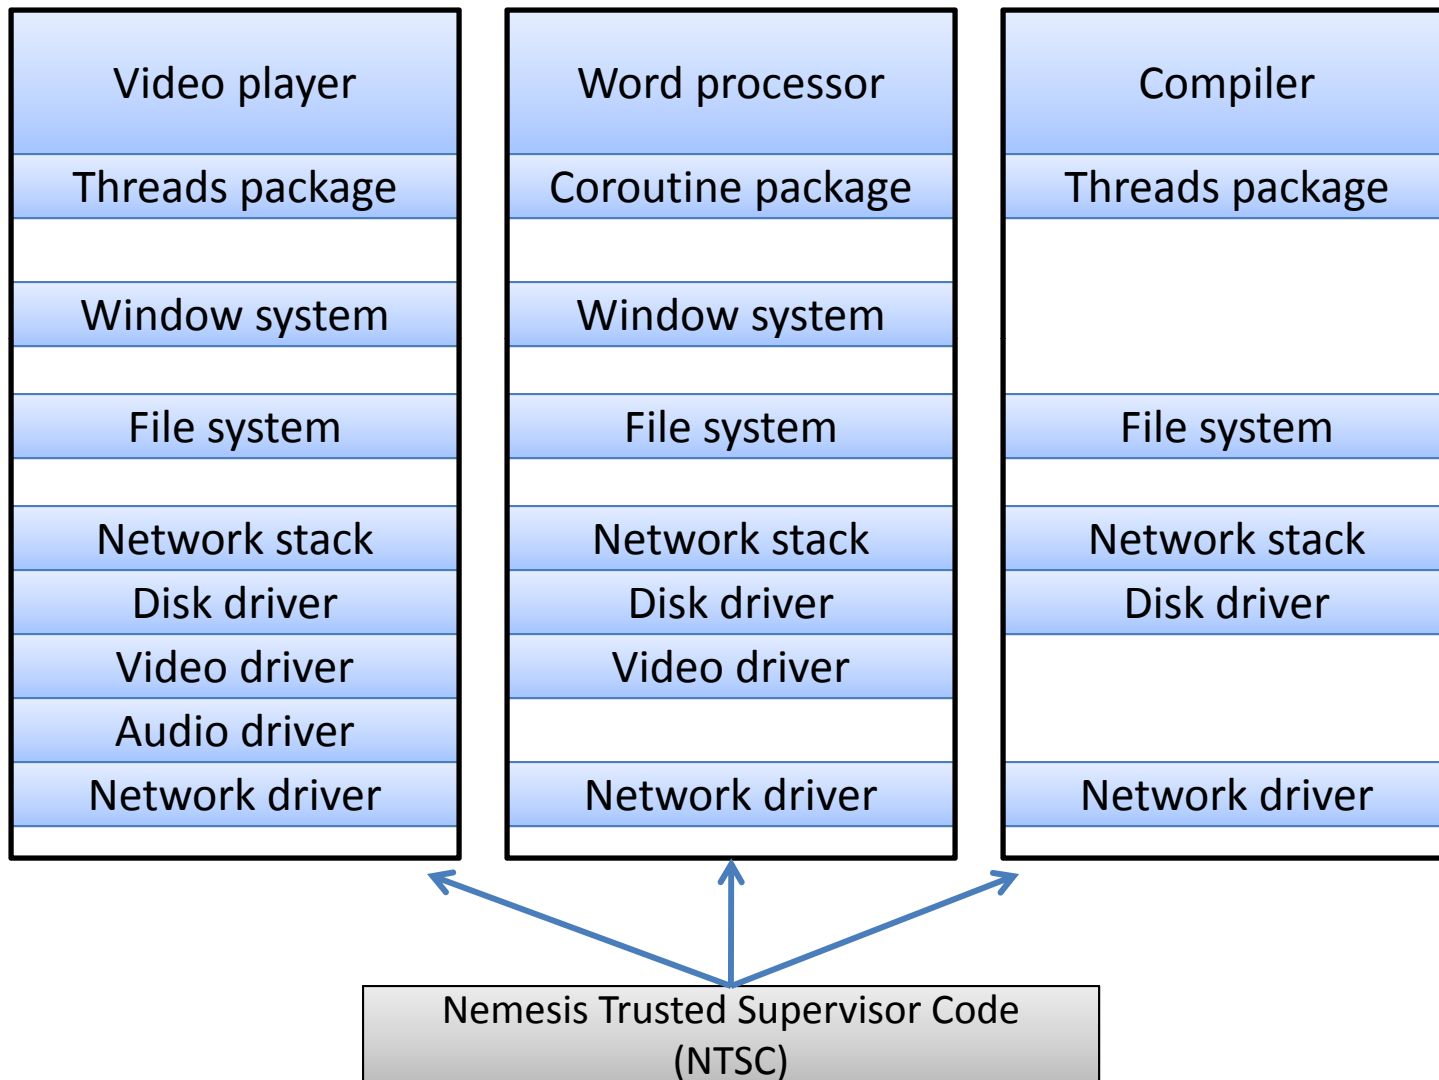 Video player
Threads package
Window system
File system
Network stack
Disk driver
Video driver
Audio driver
Network driver
Word processor
Coroutine package
Window system
File system
Network stack
Disk driver
Video driver
Network driver
Compiler
Threads package
File system
Network stack
Disk driver
Network driver
Nemesis Trusted Supervisor Code
(NTSC)